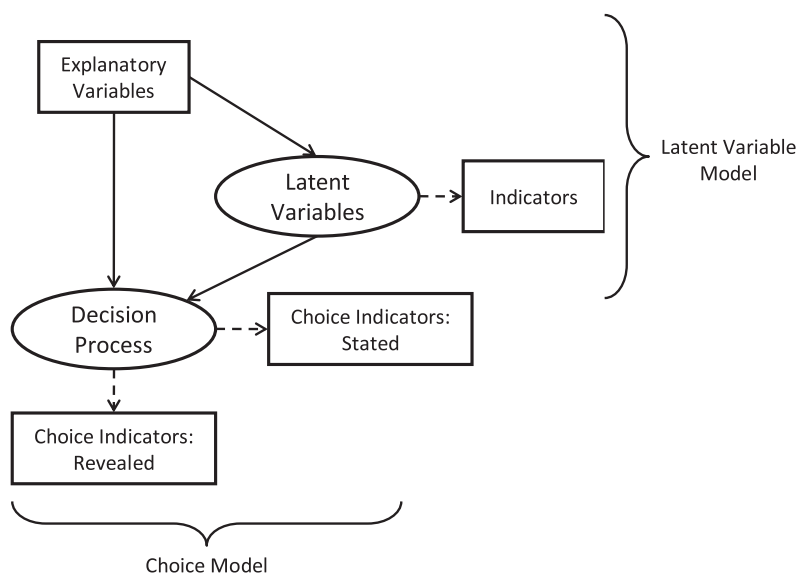 Explanatory
Variables
Latent
Variables
Indicators
Latent Variable
Model
Decision
Process
Choice Indicators:
Stated
Choice Indicators:
Revealed
Choice Model